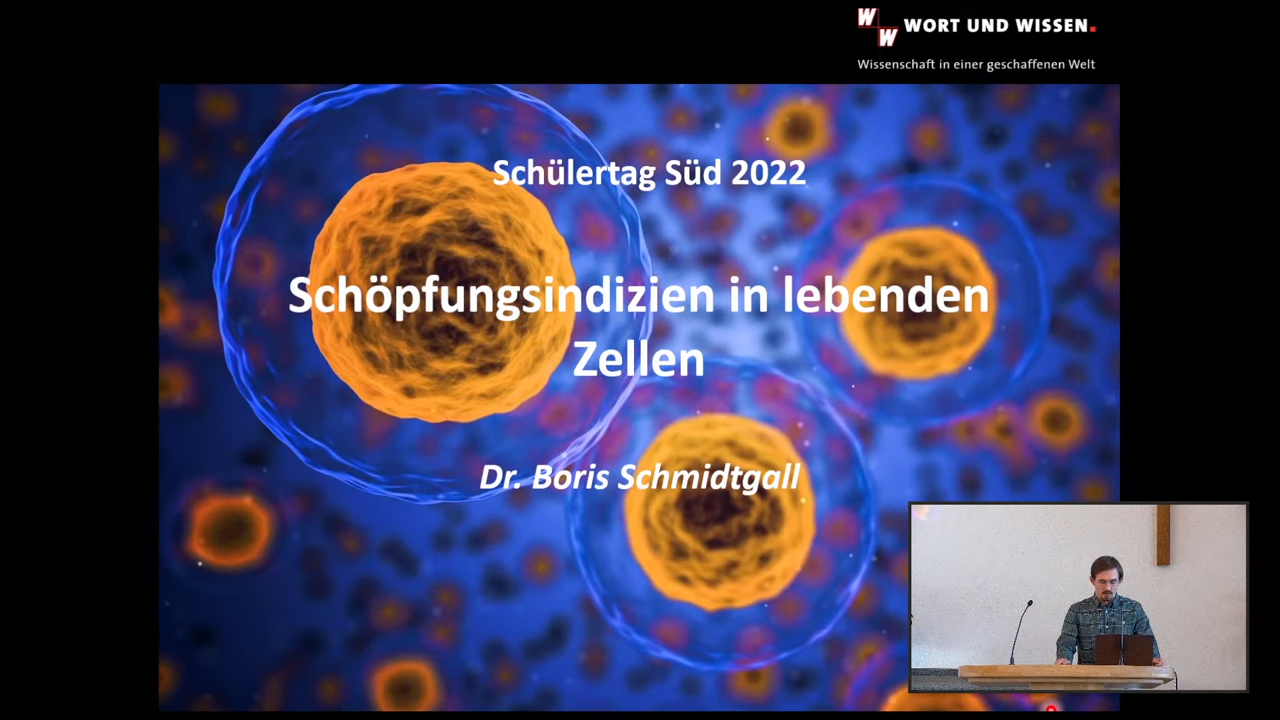 W
W
WORT UND WISSEN.
Wissenschaft in einer geschaffenen Welt
Schülertag Süd 2022
Schöpfungsindizien in lebenden
Zellen
Dr. Boris Schmidtgall